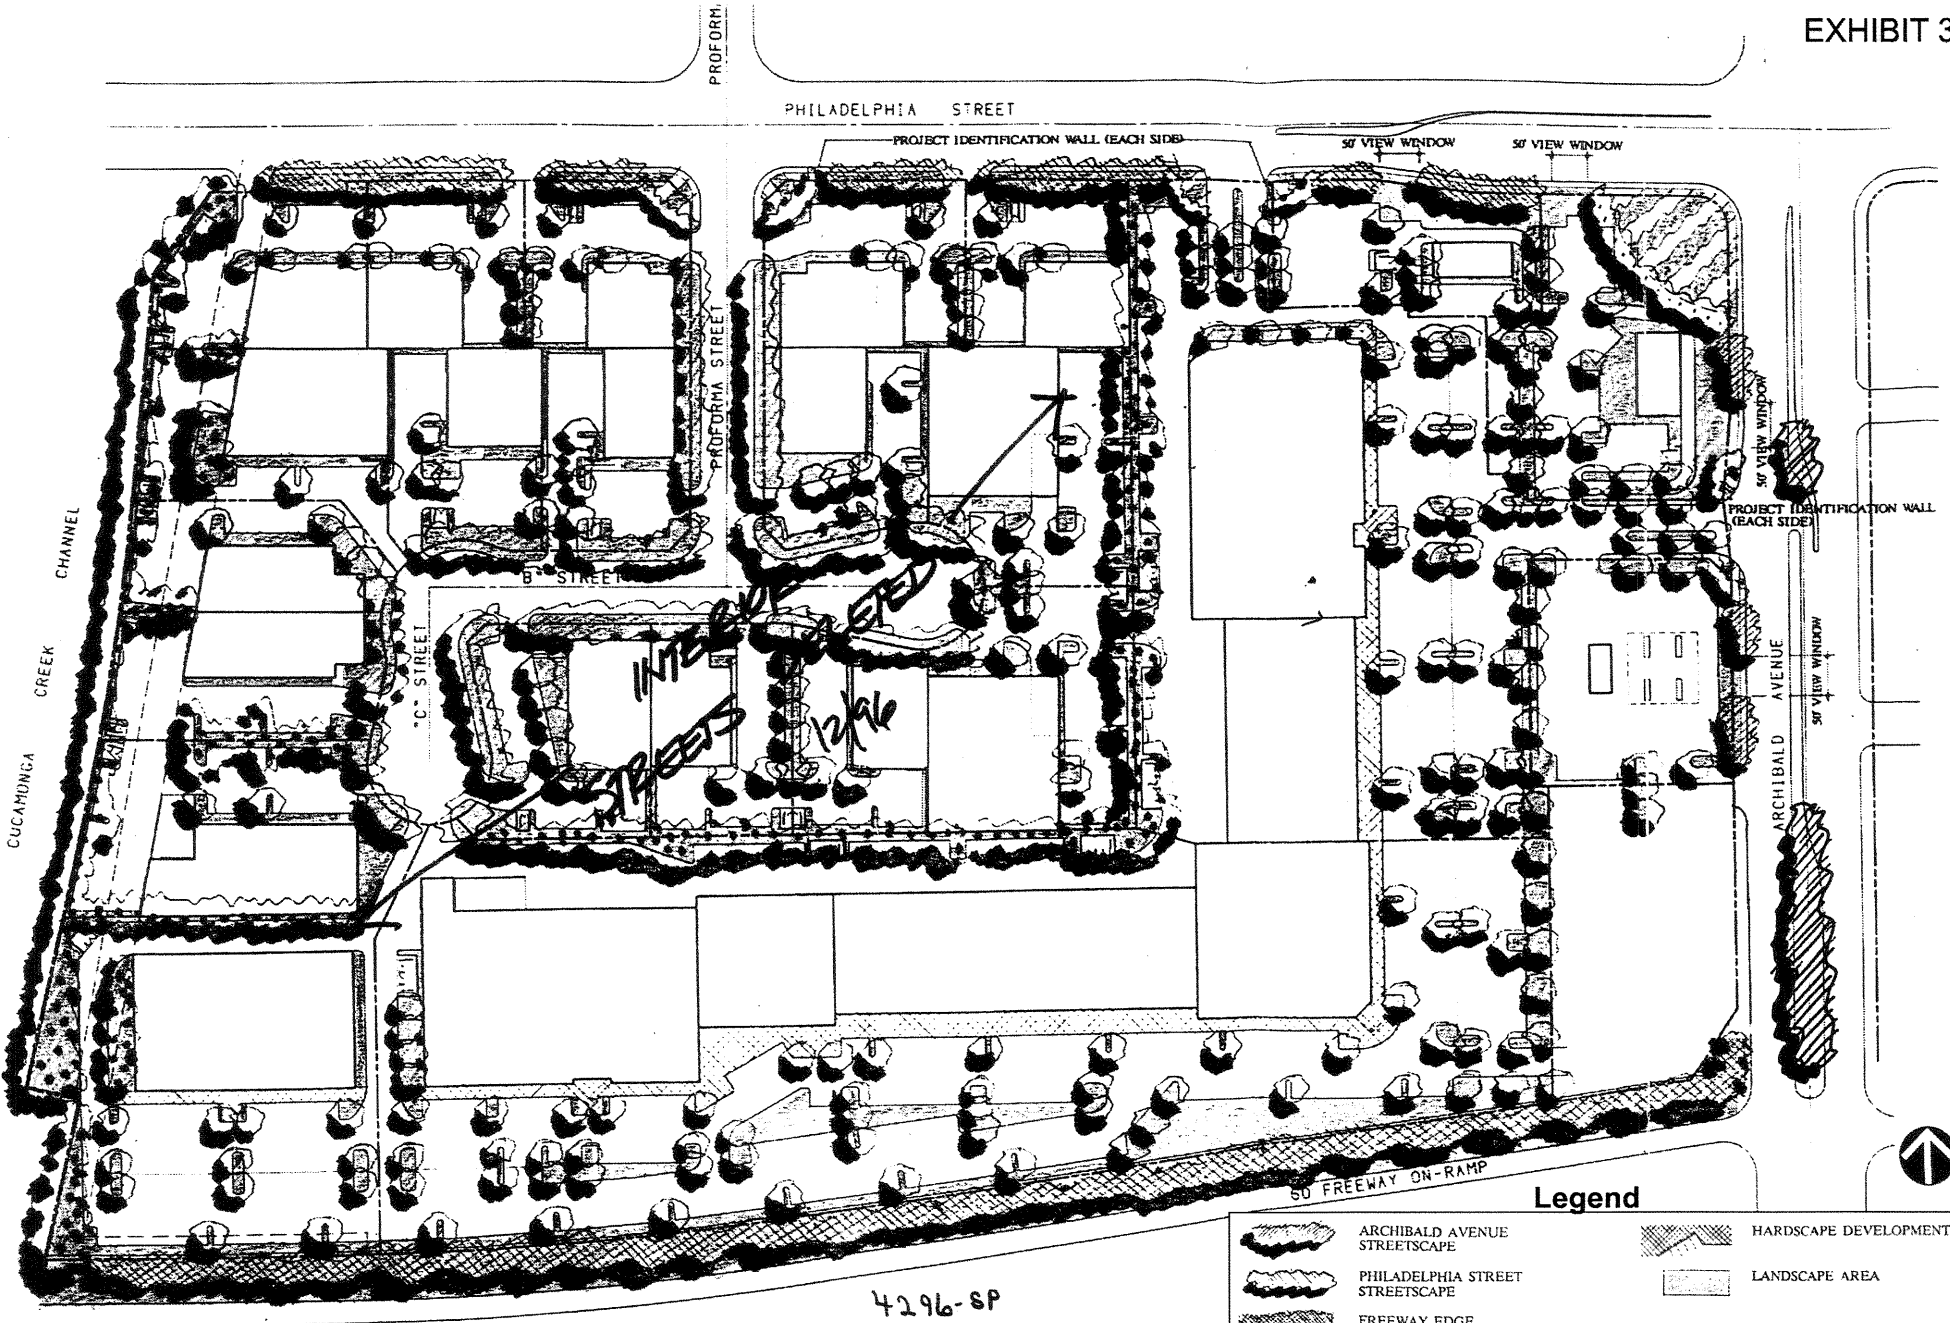 EXHIBIT 3
PROFORM
PHILADELPHIA STREET
PROJECT IDENTIFICATION WALL (EACH SIDE)
50' VIEW WINDOW
50' VIEW WINDOW
PROFORMA STREET
50' VIEW WINDOW
PROJECT IDENTIFICATION WALL
(EACH SIDE)
CUCAMONGA CREEK CHANNEL
"B" STREET
"C" STREET
INTERIOR
STREETS
DELETED
12/96
ARCHIBALD AVENUE
50' VIEW WINDOW
60 FREEWAY ON-RAMP
4296-SP
Legend
ARCHIBALD AVENUE
STREETSCAPE
PHILADELPHIA STREET
STREETSCAPE
FREEWAY EDGE
HARDSCAPE DEVELOPMENT
LANDSCAPE AREA